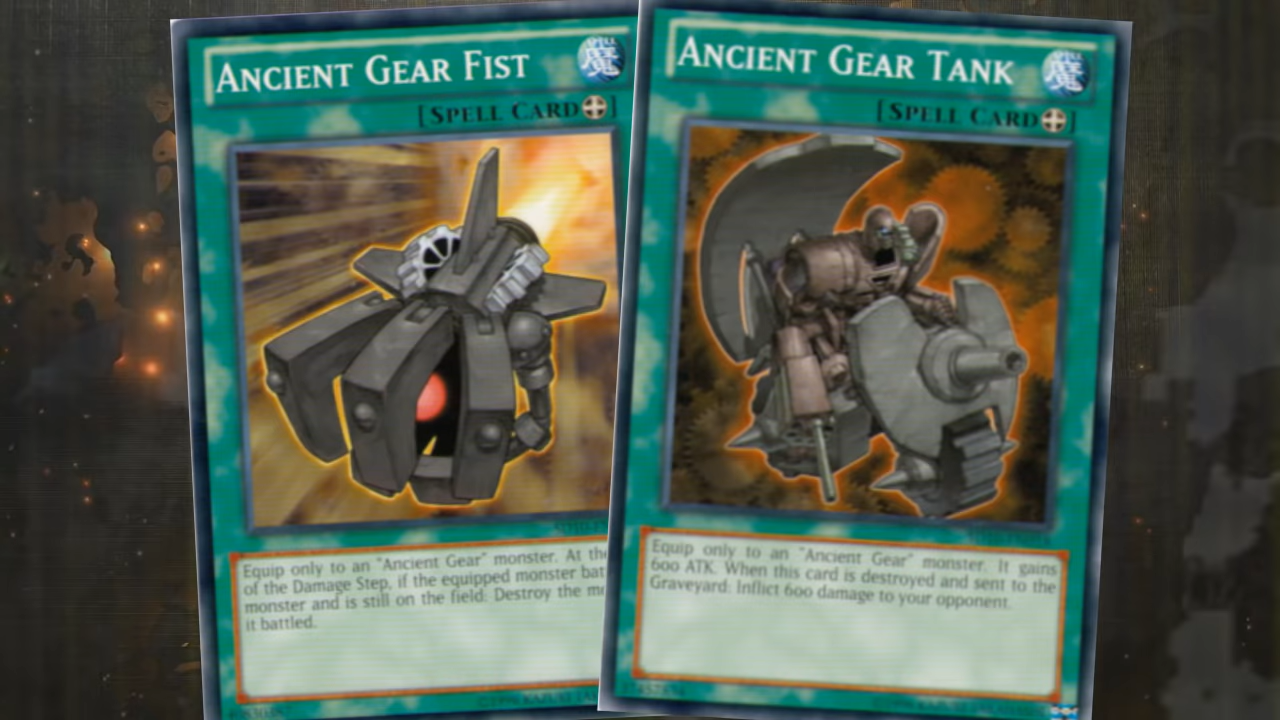 ANCIENT GEAR FIST
魔
[SPELL CARD]
Equip only to an "Ancient Gear" monster. At the
of the Damage Step, if the equipped monster bat
monster and is still on the field: Destroy the mo
it battled.
ANCIENT GEAR TANK
魔
[SPELL CARD]
Equip only to an "Ancient Gear" monster. It gains
600 ATK. When this card is destroyed and sent to the
Graveyard: Inflict 600 damage to your opponent.